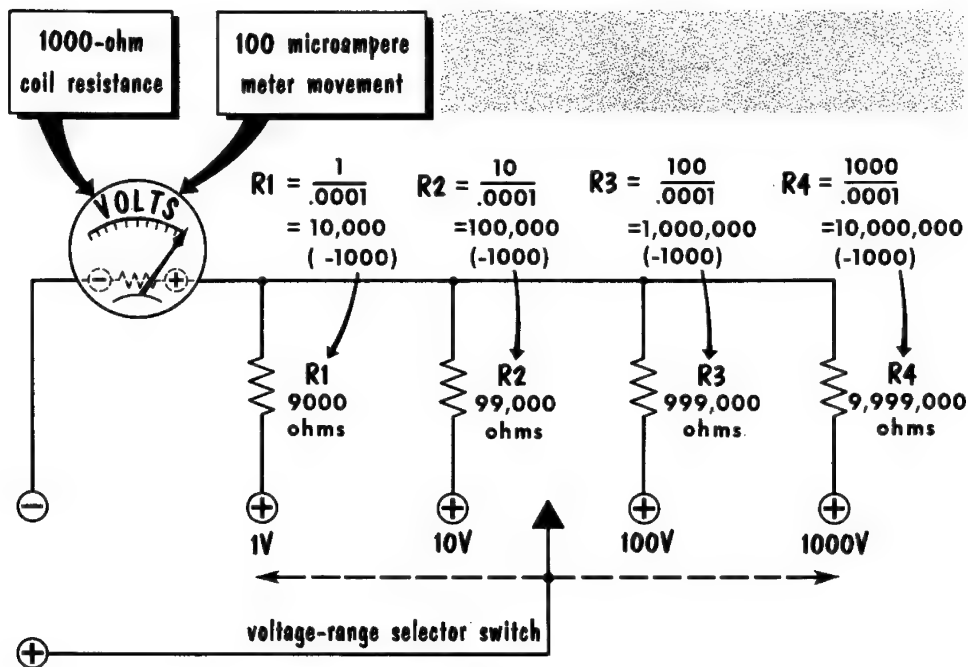 1000-ohm
coil resistance
100 microampere
meter movement
VOLTS
R1 = 1/.0001
= 10,000
( -1000)
R2 = 10/.0001
=100,000
(-1000)
R3 = 100/.0001
=1,000,000
(-1000)
R4 = 1000/.0001
=10,000,000
(-1000)
− +
R1
9000
ohms
R2
99,000
ohms
R3
999,000
ohms.
R4
9,999,000
ohms
−
+
1V
+
10V
+
100V
+
1000V
voltage-range selector switch
+